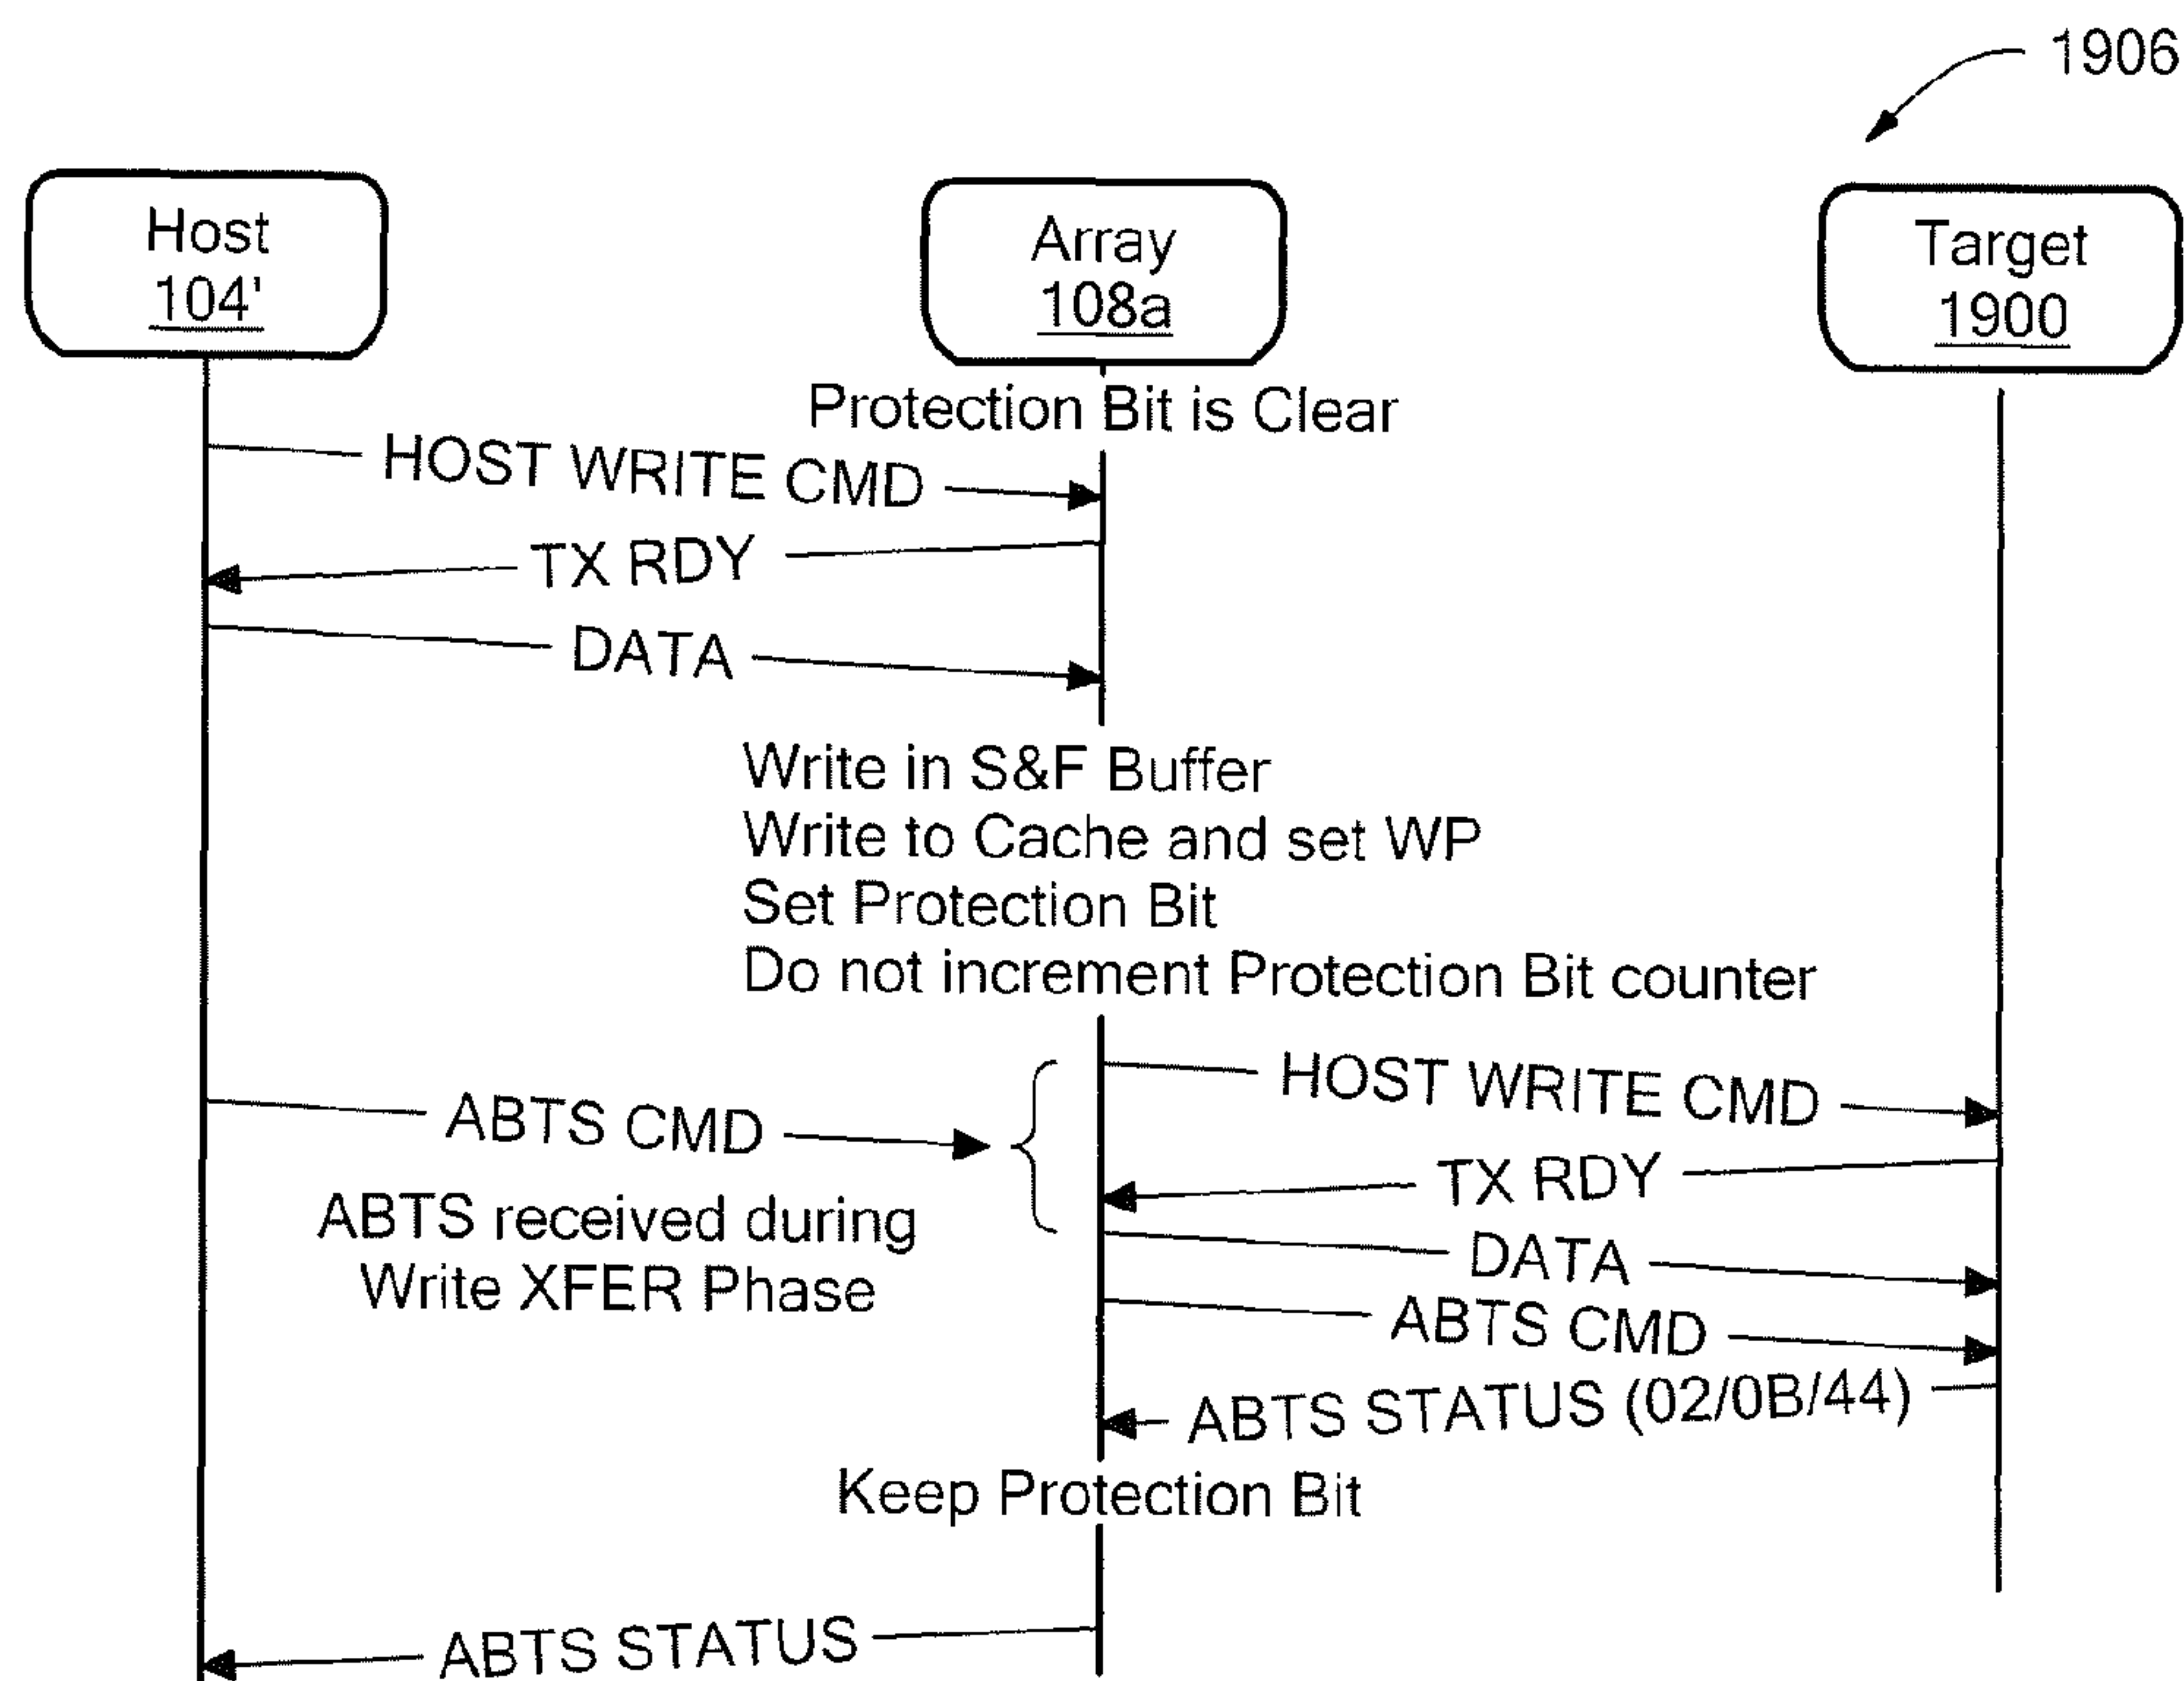 1906
Host
104'
Array
108a
Target
1900
Protection Bit is Clear
HOST WRITE CMD
TX RDY
DATA
Write in S&F Buffer
Write to Cache and set WP
Set Protection Bit
Do not increment Protection Bit counter
HOST WRITE CMD
ABTS CMD
TX RDY
ABTS received during
Write XFER Phase
DATA
ABTS CMD
ABTS STATUS (02/0B/44)
Keep Protection Bit
ABTS STATUS